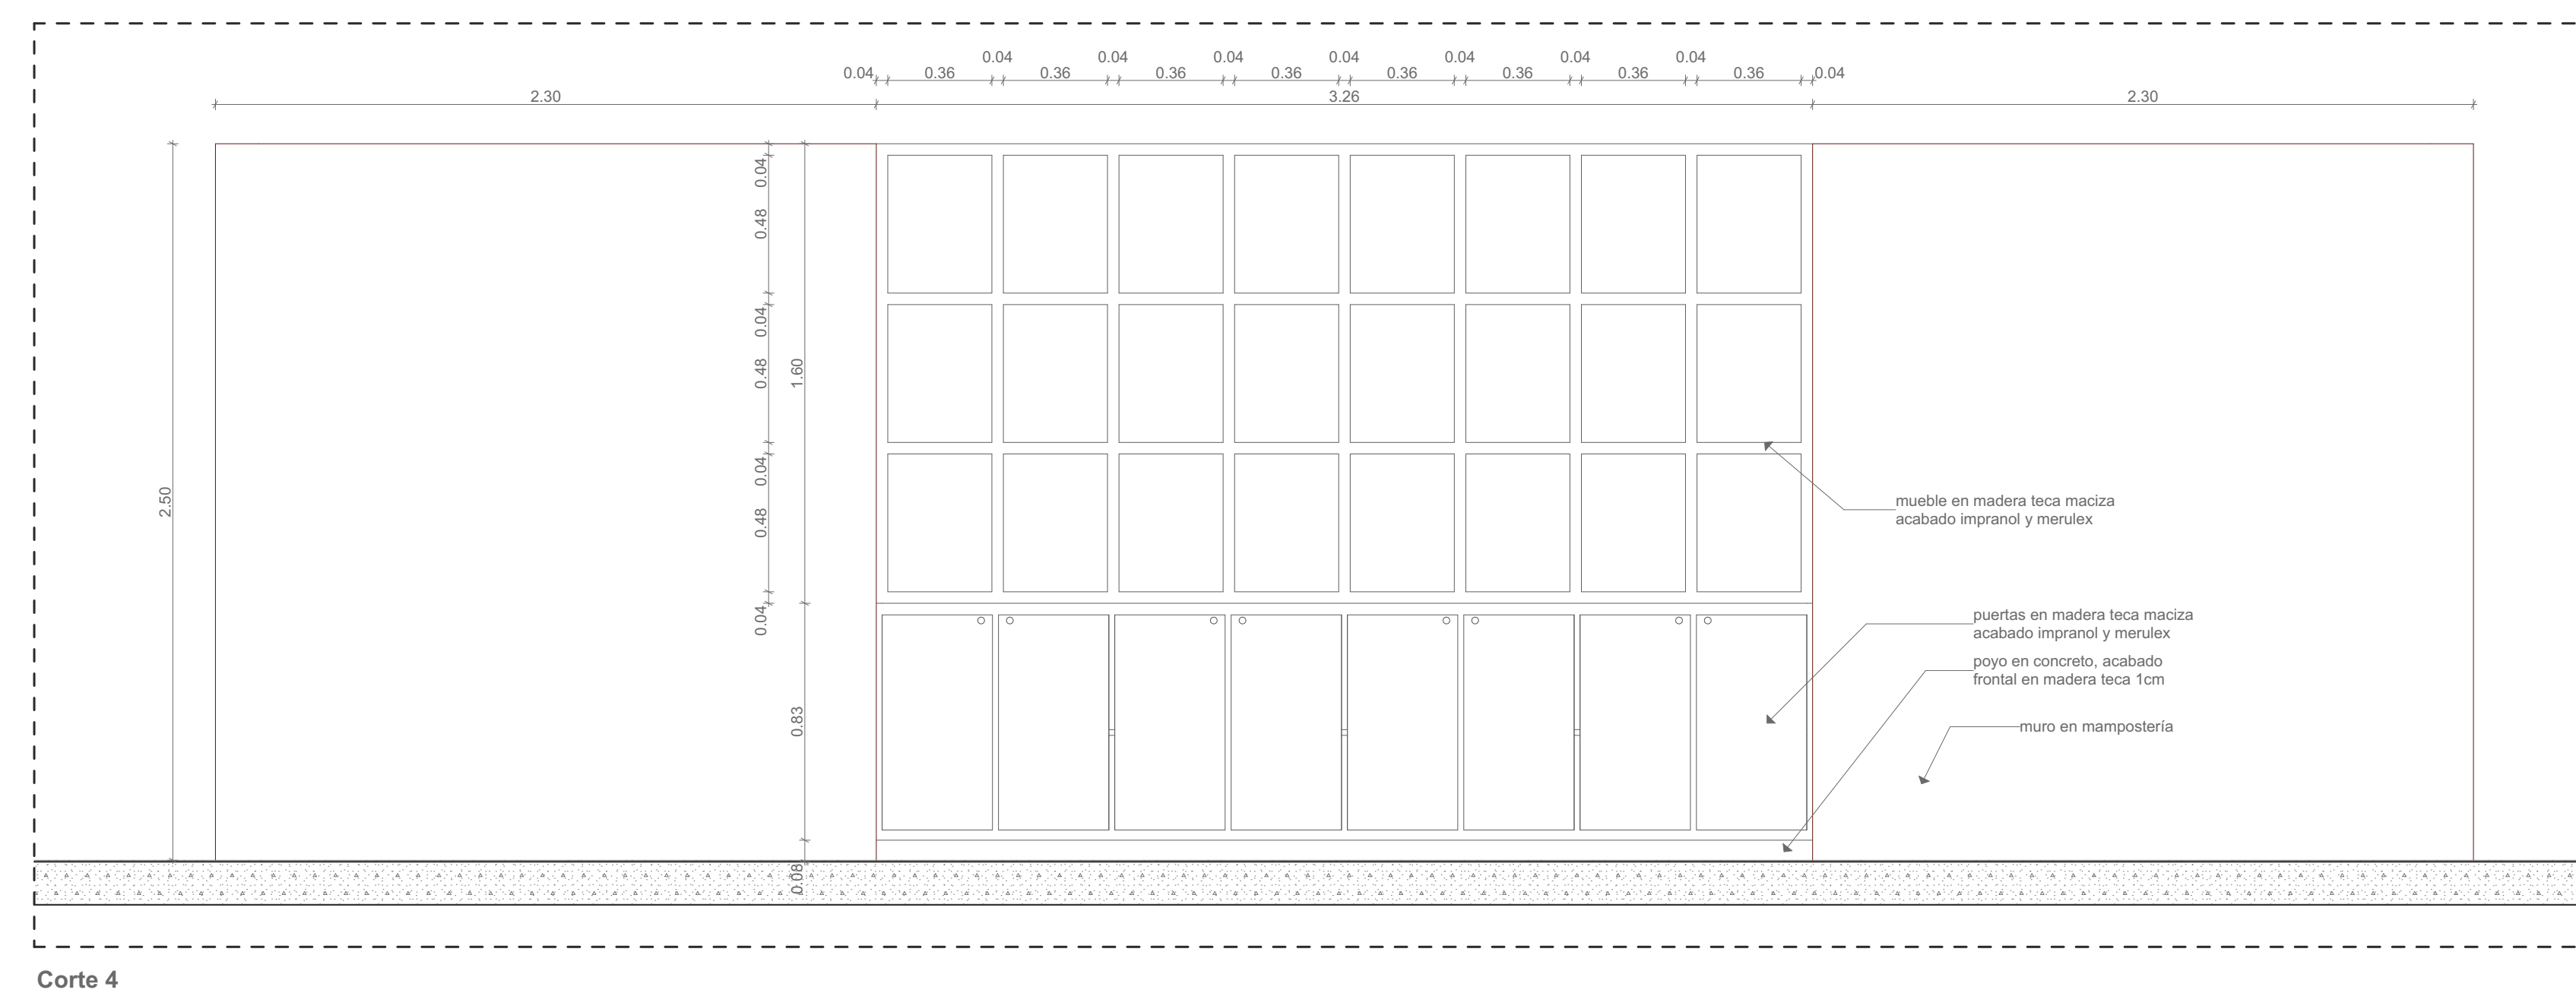 0.04 0.04 0.04 0.04 0.04 0.04 0.04
0.04 0.36 0.36 0.36 0.36 0.36 0.36 0.36 0.36 0.04
2.30 3.26 2.30
0.04
0.48
0.04
0.48
1.60
0.04
0.48
2.50
0.04
0.83
0.08
mueble en madera teca maciza
acabado impranol y merulex
puertas en madera teca maciza
acabado impranol y merulex
poyo en concreto, acabado
frontal en madera teca 1cm
muro en mampostería
Corte 4